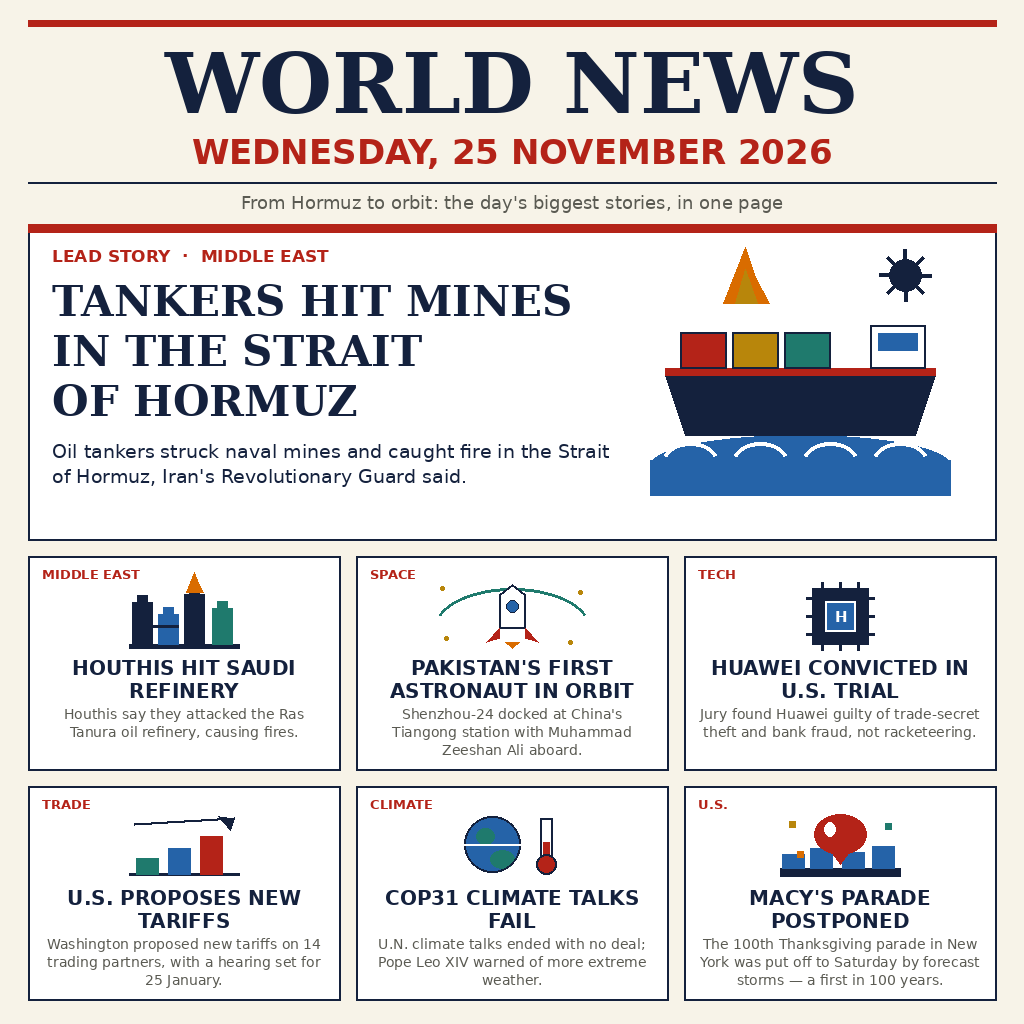 WORLD NEWS
WEDNESDAY, 25 NOVEMBER 2026
From Hormuz to orbit: the day's biggest stories, in one page
LEAD STORY · MIDDLE EAST
TANKERS HIT MINES
IN THE STRAIT
OF HORMUZ
Oil tankers struck naval mines and caught fire in the Strait
of Hormuz, Iran's Revolutionary Guard said.
MIDDLE EAST
HOUTHIS HIT SAUDI
REFINERY
Houthis say they attacked the Ras
Tanura oil refinery, causing fires.
SPACE
PAKISTAN'S FIRST
ASTRONAUT IN ORBIT
Shenzhou-24 docked at China's
Tiangong station with Muhammad
Zeeshan Ali aboard.
TECH
H
HUAWEI CONVICTED IN
U.S. TRIAL
Jury found Huawei guilty of trade-secret
theft and bank fraud, not racketeering.
TRADE
U.S. PROPOSES NEW
TARIFFS
Washington proposed new tariffs on 14
trading partners, with a hearing set for
25 January.
CLIMATE
COP31 CLIMATE TALKS
FAIL
U.N. climate talks ended with no deal;
Pope Leo XIV warned of more extreme
weather.
U.S.
MACY'S PARADE
POSTPONED
The 100th Thanksgiving parade in New
York was put off to Saturday by forecast
storms — a first in 100 years.